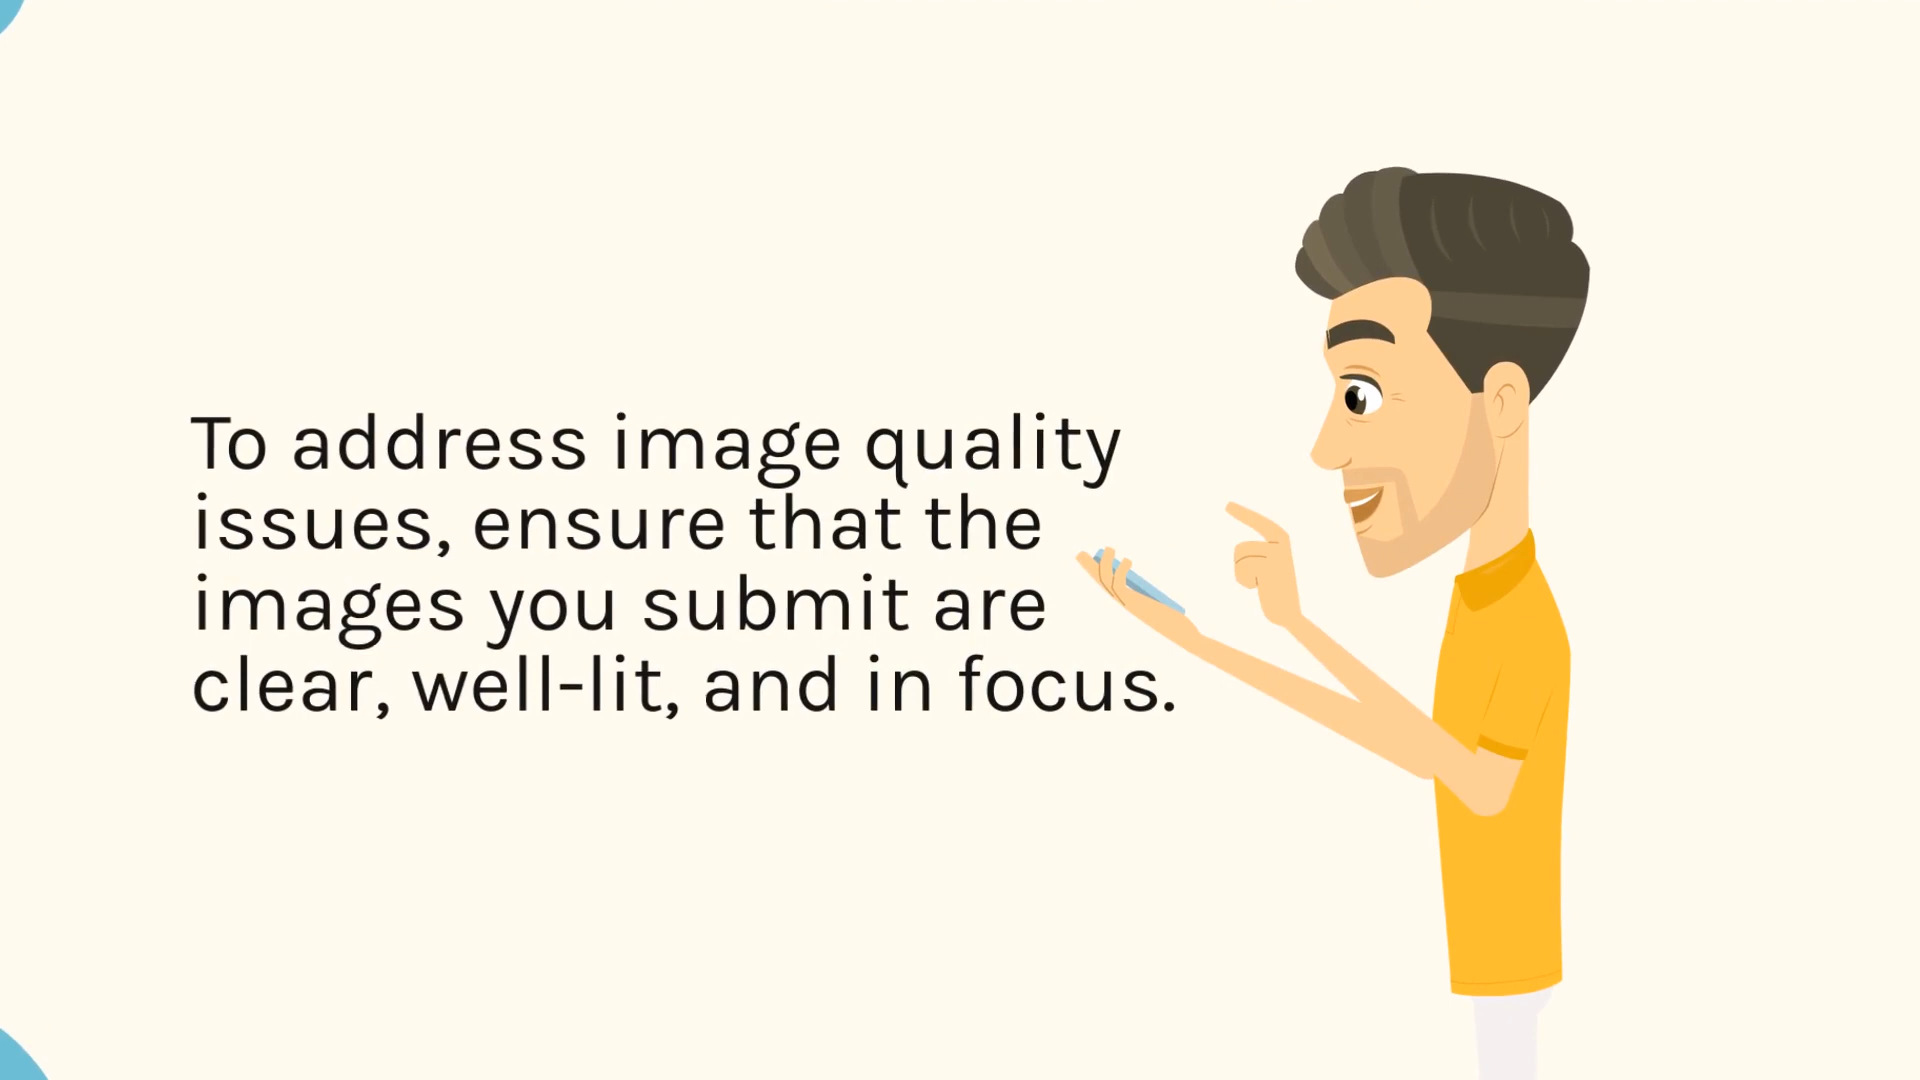 To address image quality
issues, ensure that the
images you submit are
clear, well-lit, and in focus.